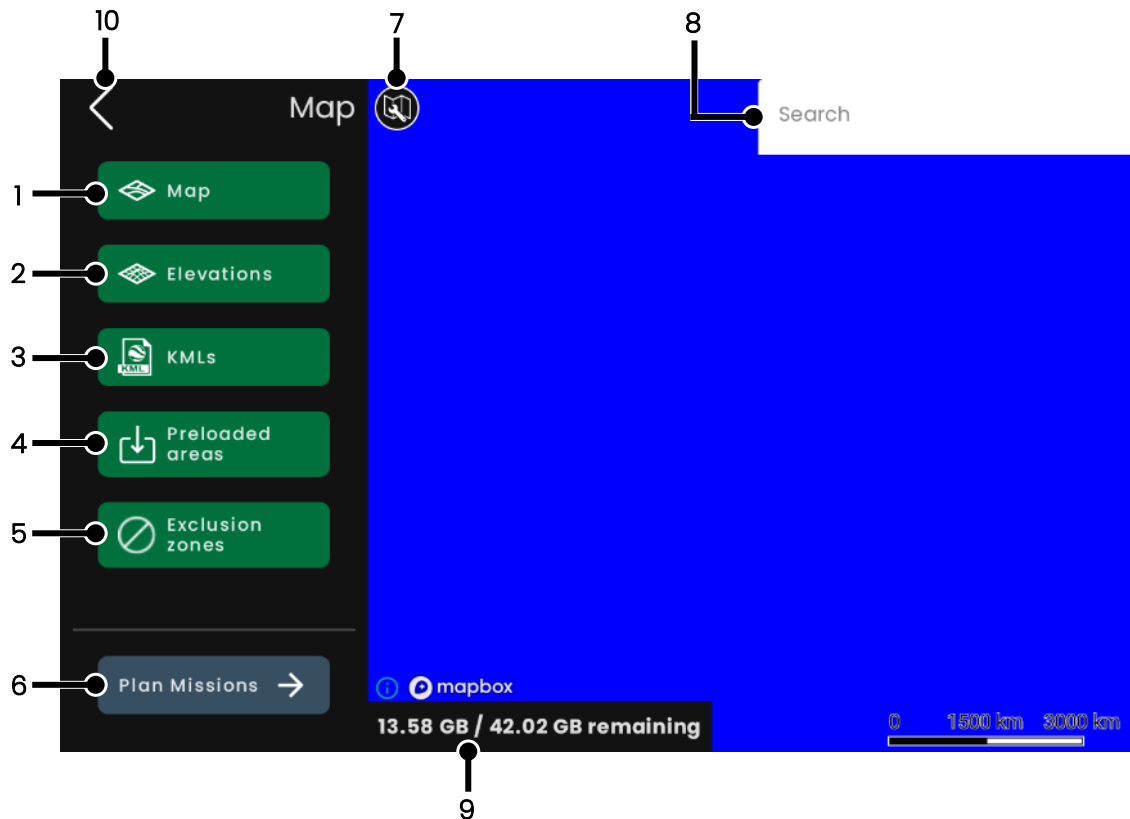 10
7
8
Map
Search
1
Map
2
Elevations
3
KML
KMLs
4
Preloaded
areas
5
Exclusion
zones
6
Plan Missions
mapbox
13.58 GB / 42.02 GB remaining
0 1500 km 3000 km
9